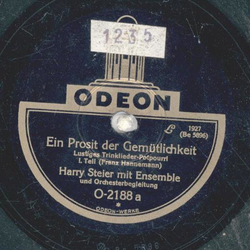 1235
ODEON
Ein Prosit der Gemütlichkeit
Lustiges Trinklieder-Potpourri
I. Teil (Franz Hannemann)
1927
(Be 5896)
Harry Steier mit Ensemble
und Orchesterbegleitung
O-2188 a
ODEON-WERKE